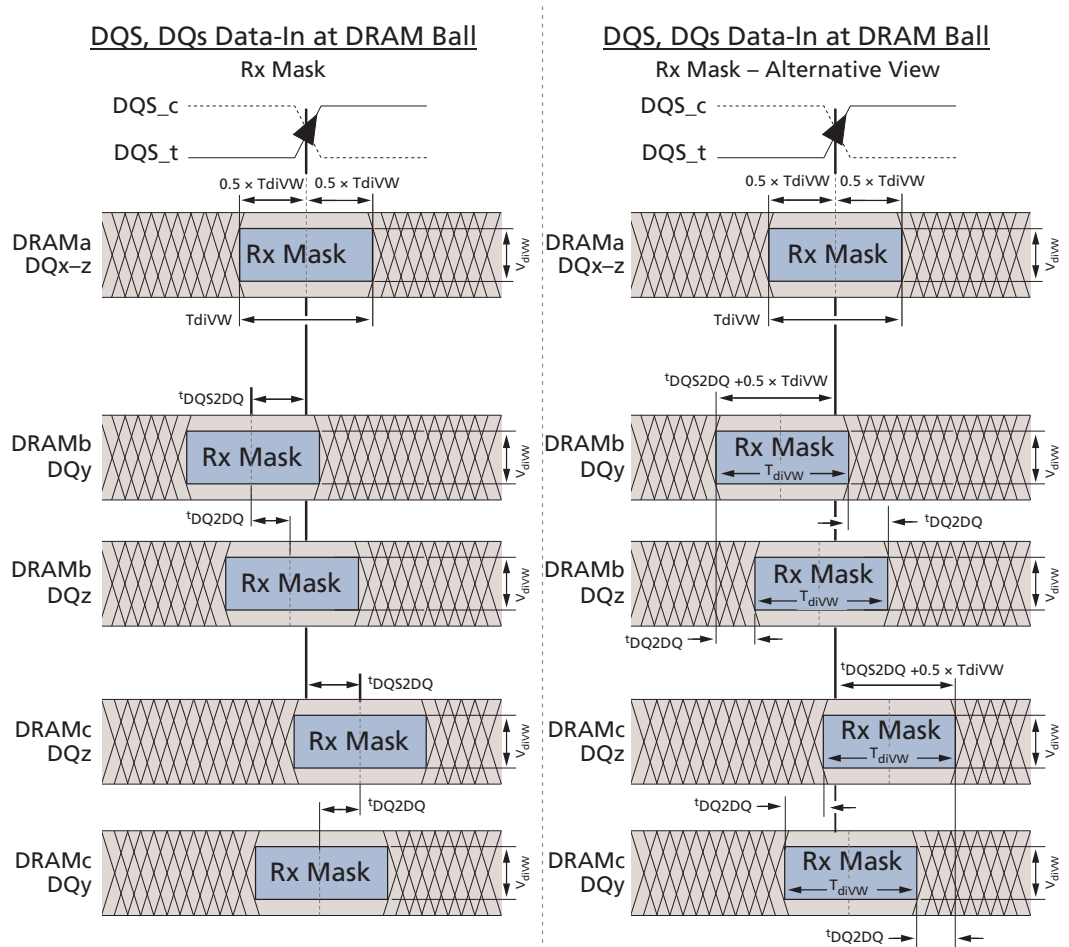 DQS, DQs Data-In at DRAM Ball
Rx Mask
DQS_c
DQS_t
0.5 × TdiVW
0.5 × TdiVW
DRAMa
DQx–z
Rx Mask
VdiVW
TdiVW
tDQS2DQ
DRAMb
DQy
Rx Mask
VdiVW
tDQ2DQ
DRAMb
DQz
Rx Mask
VdiVW
tDQS2DQ
DRAMc
DQz
Rx Mask
VdiVW
tDQ2DQ
DRAMc
DQy
Rx Mask
VdiVW
DQS, DQs Data-In at DRAM Ball
Rx Mask – Alternative View
DQS_c
DQS_t
0.5 × TdiVW
0.5 × TdiVW
DRAMa
DQx–z
Rx Mask
VdiVW
TdiVW
tDQS2DQ +0.5 × TdiVW
DRAMb
DQy
Rx Mask
TdiVW
VdiVW
tDQ2DQ
DRAMb
DQz
Rx Mask
TdiVW
VdiVW
tDQ2DQ
tDQS2DQ +0.5 × TdiVW
DRAMc
DQz
Rx Mask
TdiVW
VdiVW
tDQ2DQ
DRAMc
DQy
Rx Mask
TdiVW
VdiVW
tDQ2DQ